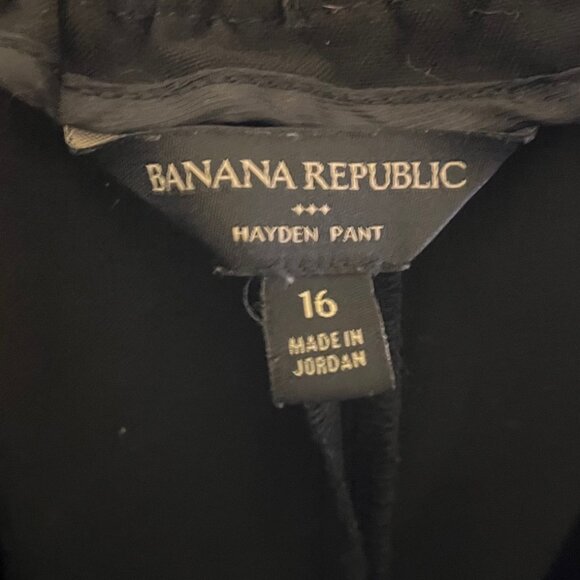 BANANA REPUBLIC
HAYDEN PANT
16
MADE IN
JORDAN